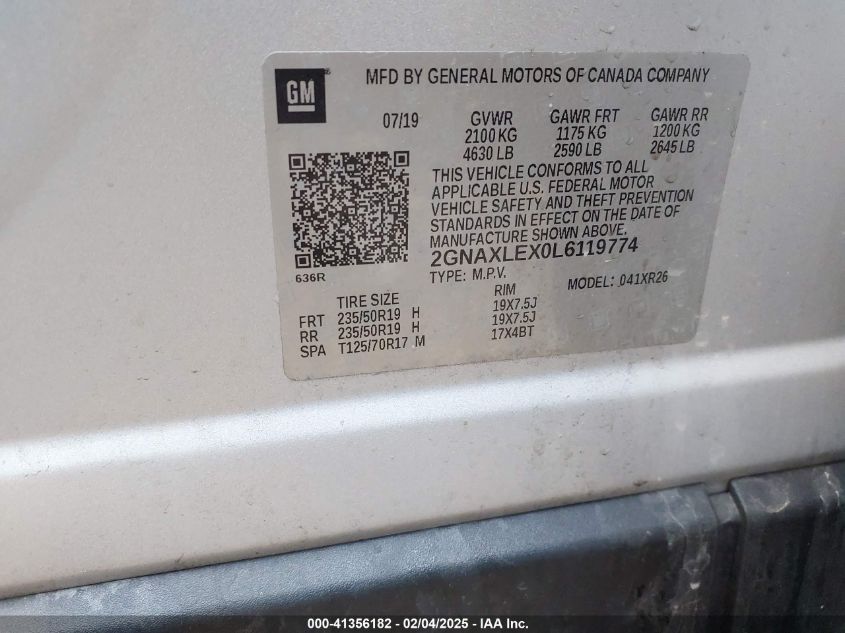 GM
MFD BY GENERAL MOTORS OF CANADA COMPANY
07/19 GVWR GAWR FRT GAWR RR
2100 KG 1175 KG 1200 KG
4630 LB 2590 LB 2645 LB
THIS VEHICLE CONFORMS TO ALL
APPLICABLE U.S. FEDERAL MOTOR
VEHICLE SAFETY AND THEFT PREVENTION
STANDARDS IN EFFECT ON THE DATE OF
MANUFACTURE SHOWN ABOVE.
2GNAXLEX0L6119774
636R
TYPE: M.P.V. MODEL: 041XR26
TIRE SIZE RIM
FRT 235/50R19 H 19X7.5J
RR 235/50R19 H 19X7.5J
SPA T125/70R17 M 17X4BT
000-41356182 — 02/04/2025 — IAA Inc.